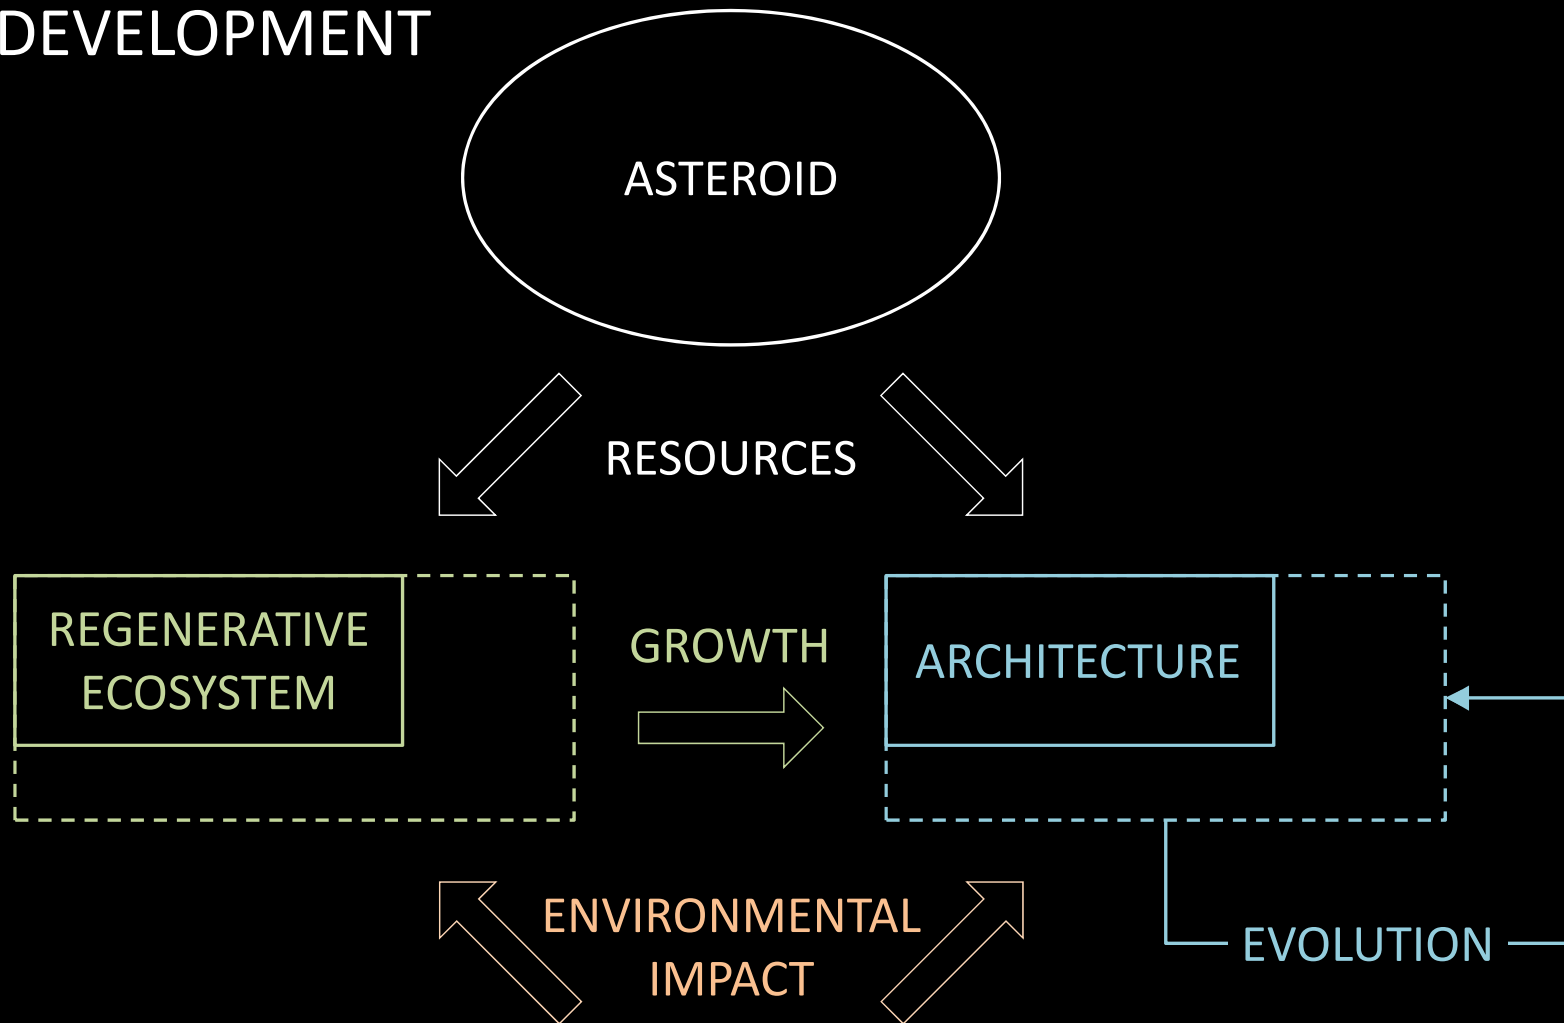 DEVELOPMENT
ASTEROID
RESOURCES
REGENERATIVE
ECOSYSTEM
GROWTH
ARCHITECTURE
ENVIRONMENTAL
IMPACT
EVOLUTION